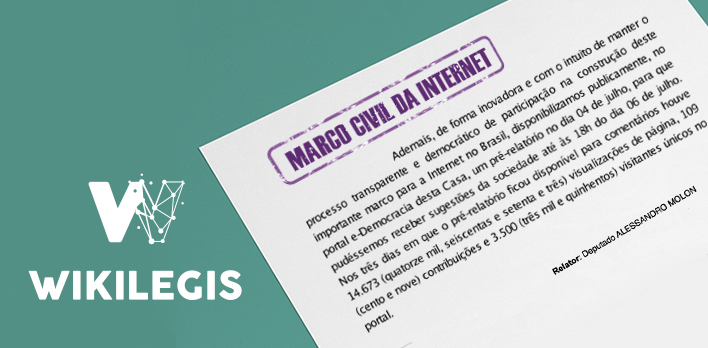 MARCO CIVIL DA INTERNET
Ademais, de forma inovadora e com o intuito de manter o
processo transparente e democrático de participação na construção deste
importante marco para a Internet no Brasil, disponibilizamos publicamente, no
portal e-Democracia desta Casa, um pré-relatório no dia 04 de julho, para que
pudéssemos receber sugestões da sociedade até às 18h do dia 06 de julho.
Nos três dias em que o pré-relatório ficou disponível para comentários houve
14.673 (quatorze mil, seiscentas e setenta e três) visualizações de página, 109
(cento e nove) contribuições e 3.500 (três mil e quinhentos) visitantes únicos no
portal.
Relator: Deputado ALESSANDRO MOLON
WIKILEGIS